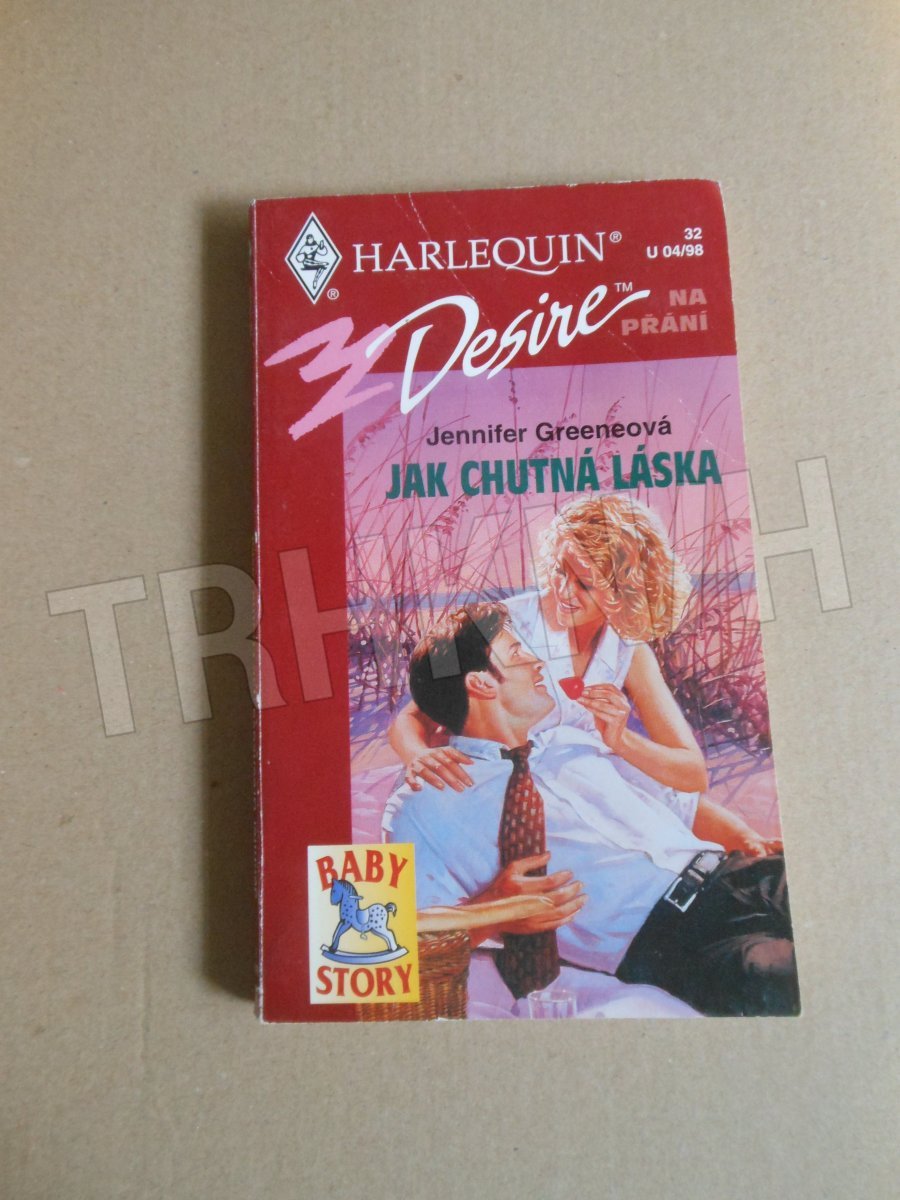 HARLEQUIN®
®
32
U 04/98
Desire™
NA
PŘÁNÍ
Jennifer Greeneová
JAK CHUTNÁ LÁSKA
BABY
STORY